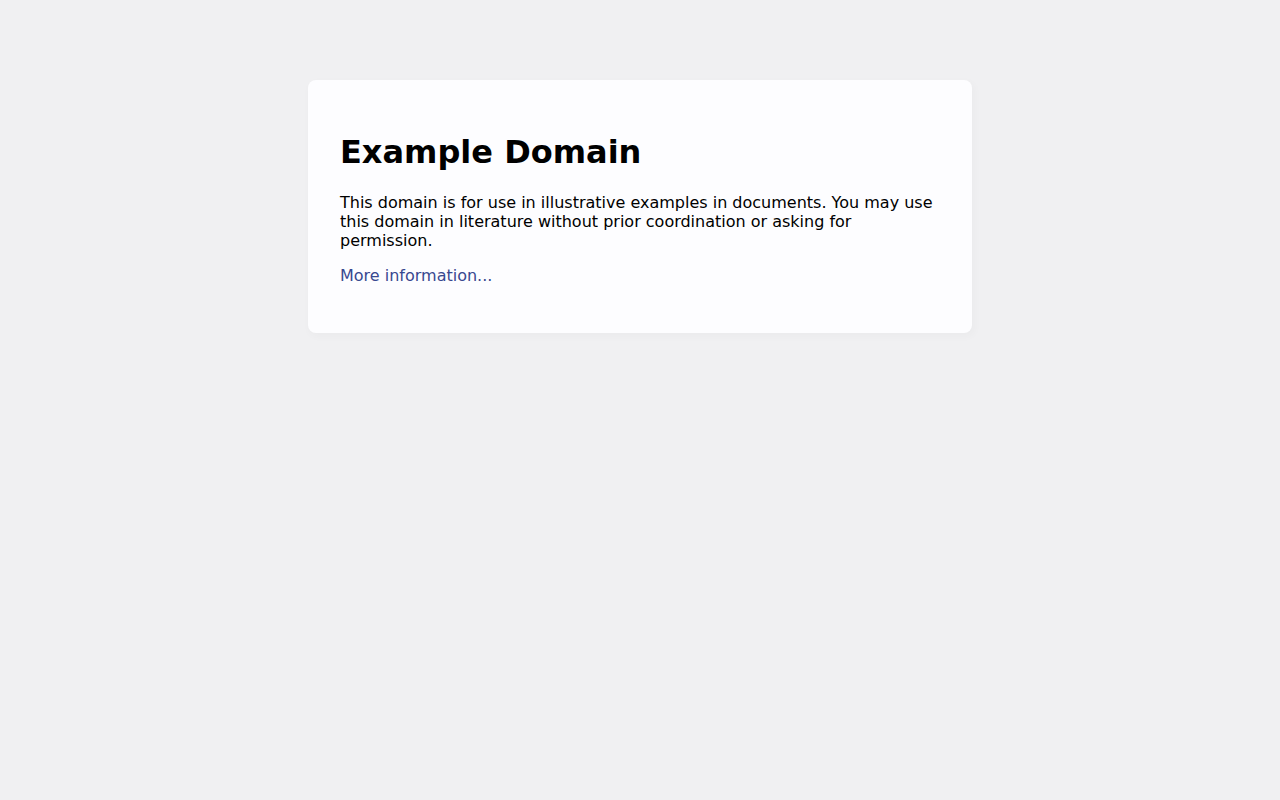 Example Domain
This domain is for use in illustrative examples in documents. You may use
this domain in literature without prior coordination or asking for
permission.
More information...